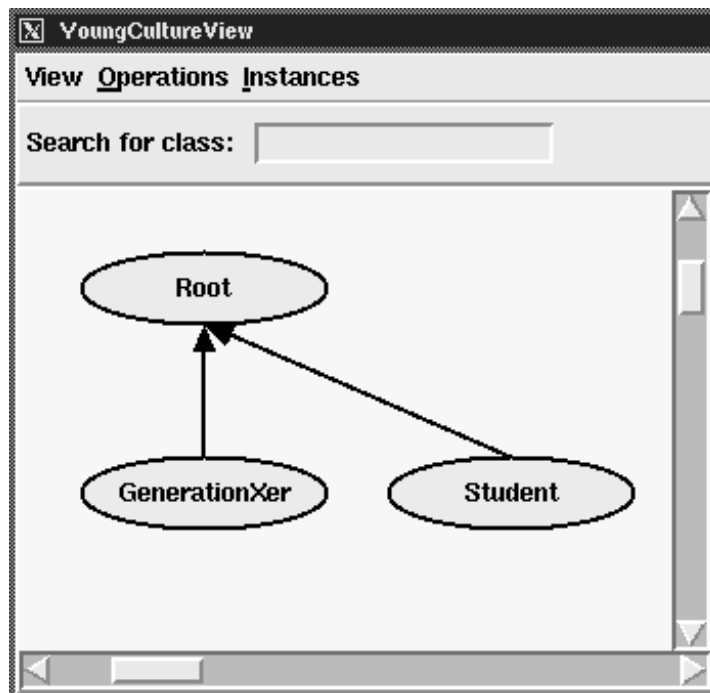 YoungCultureView
View Operations Instances
Search for class:
Root
GenerationXer Student